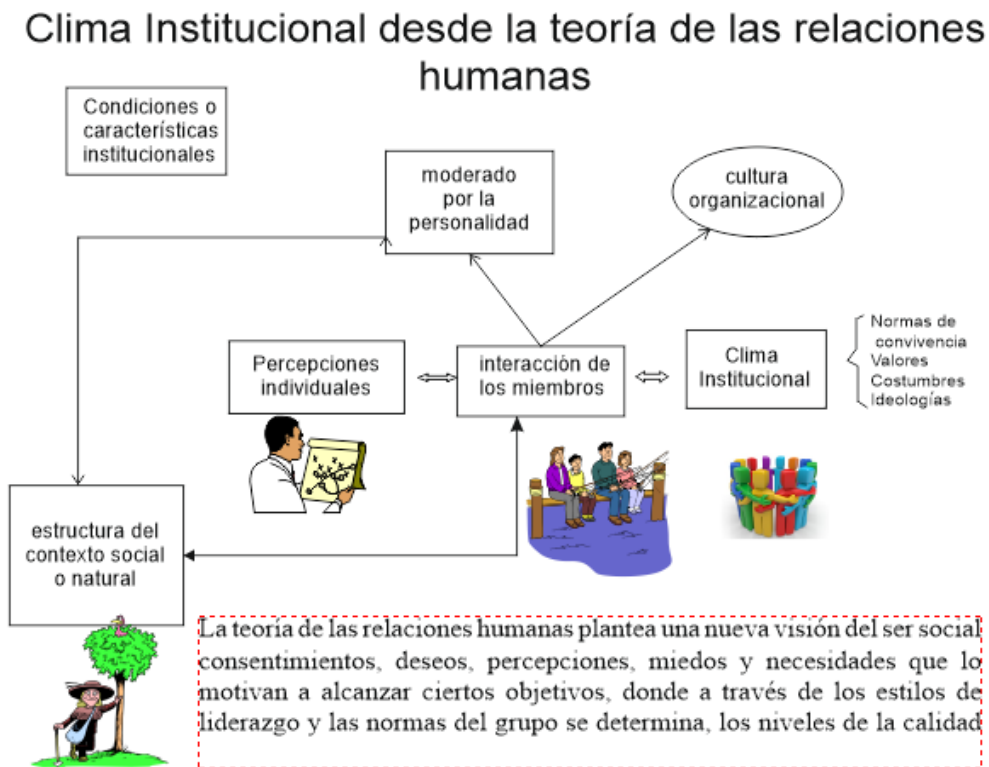 Clima Institucional desde la teoría de las relaciones
humanas
Condiciones o
características
institucionales
moderado
por la
personalidad
cultura
organizacional
Percepciones
individuales
interacción de
los miembros
Clima
Institucional
Normas de
convivencia
Valores
Costumbres
Ideologías
estructura del
contexto social
o natural
La teoría de las relaciones humanas plantea una nueva visión del ser social
consentimientos, deseos, percepciones, miedos y necesidades que lo
motivan a alcanzar ciertos objetivos, donde a través de los estilos de
liderazgo y las normas del grupo se determina, los niveles de la calidad